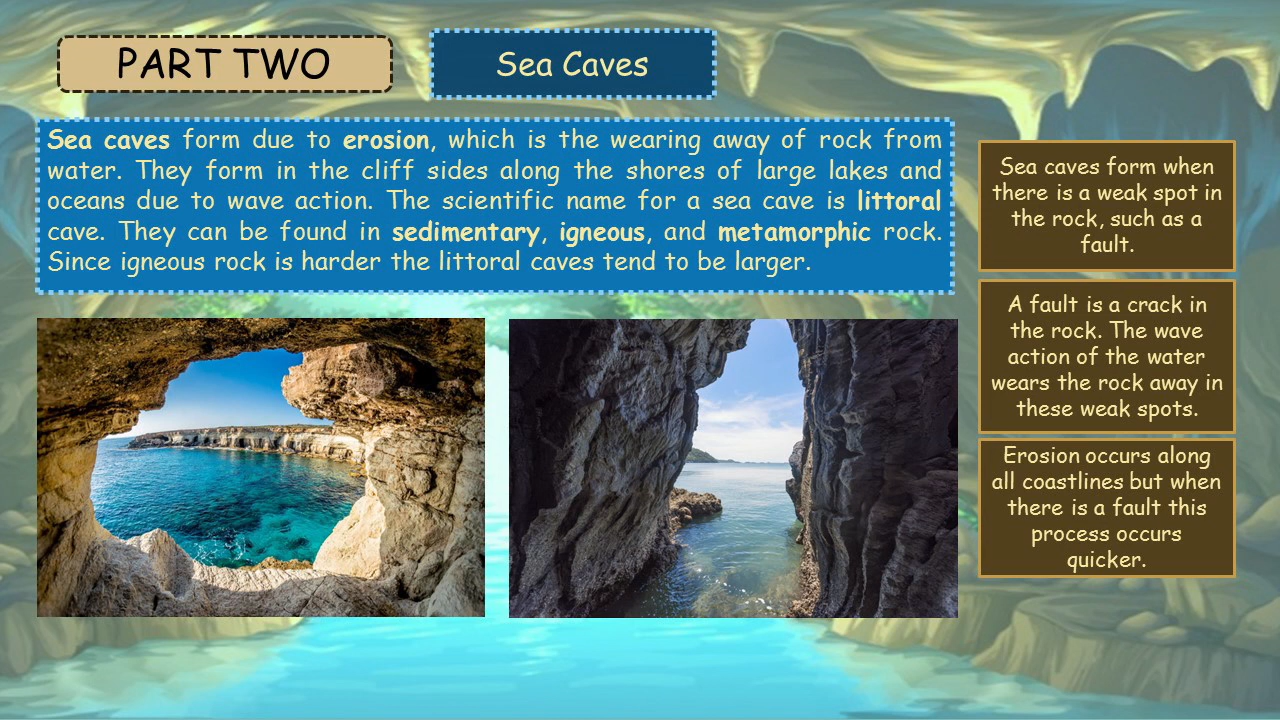 PART TWO
Sea Caves
Sea caves form due to erosion, which is the wearing away of rock from
water. They form in the cliff sides along the shores of large lakes and
oceans due to wave action. The scientific name for a sea cave is littoral
cave. They can be found in sedimentary, igneous, and metamorphic rock.
Since igneous rock is harder the littoral caves tend to be larger.
Sea caves form when
there is a weak spot in
the rock, such as a
fault.
A fault is a crack in
the rock. The wave
action of the water
wears the rock away in
these weak spots.
Erosion occurs along
all coastlines but when
there is a fault this
process occurs
quicker.